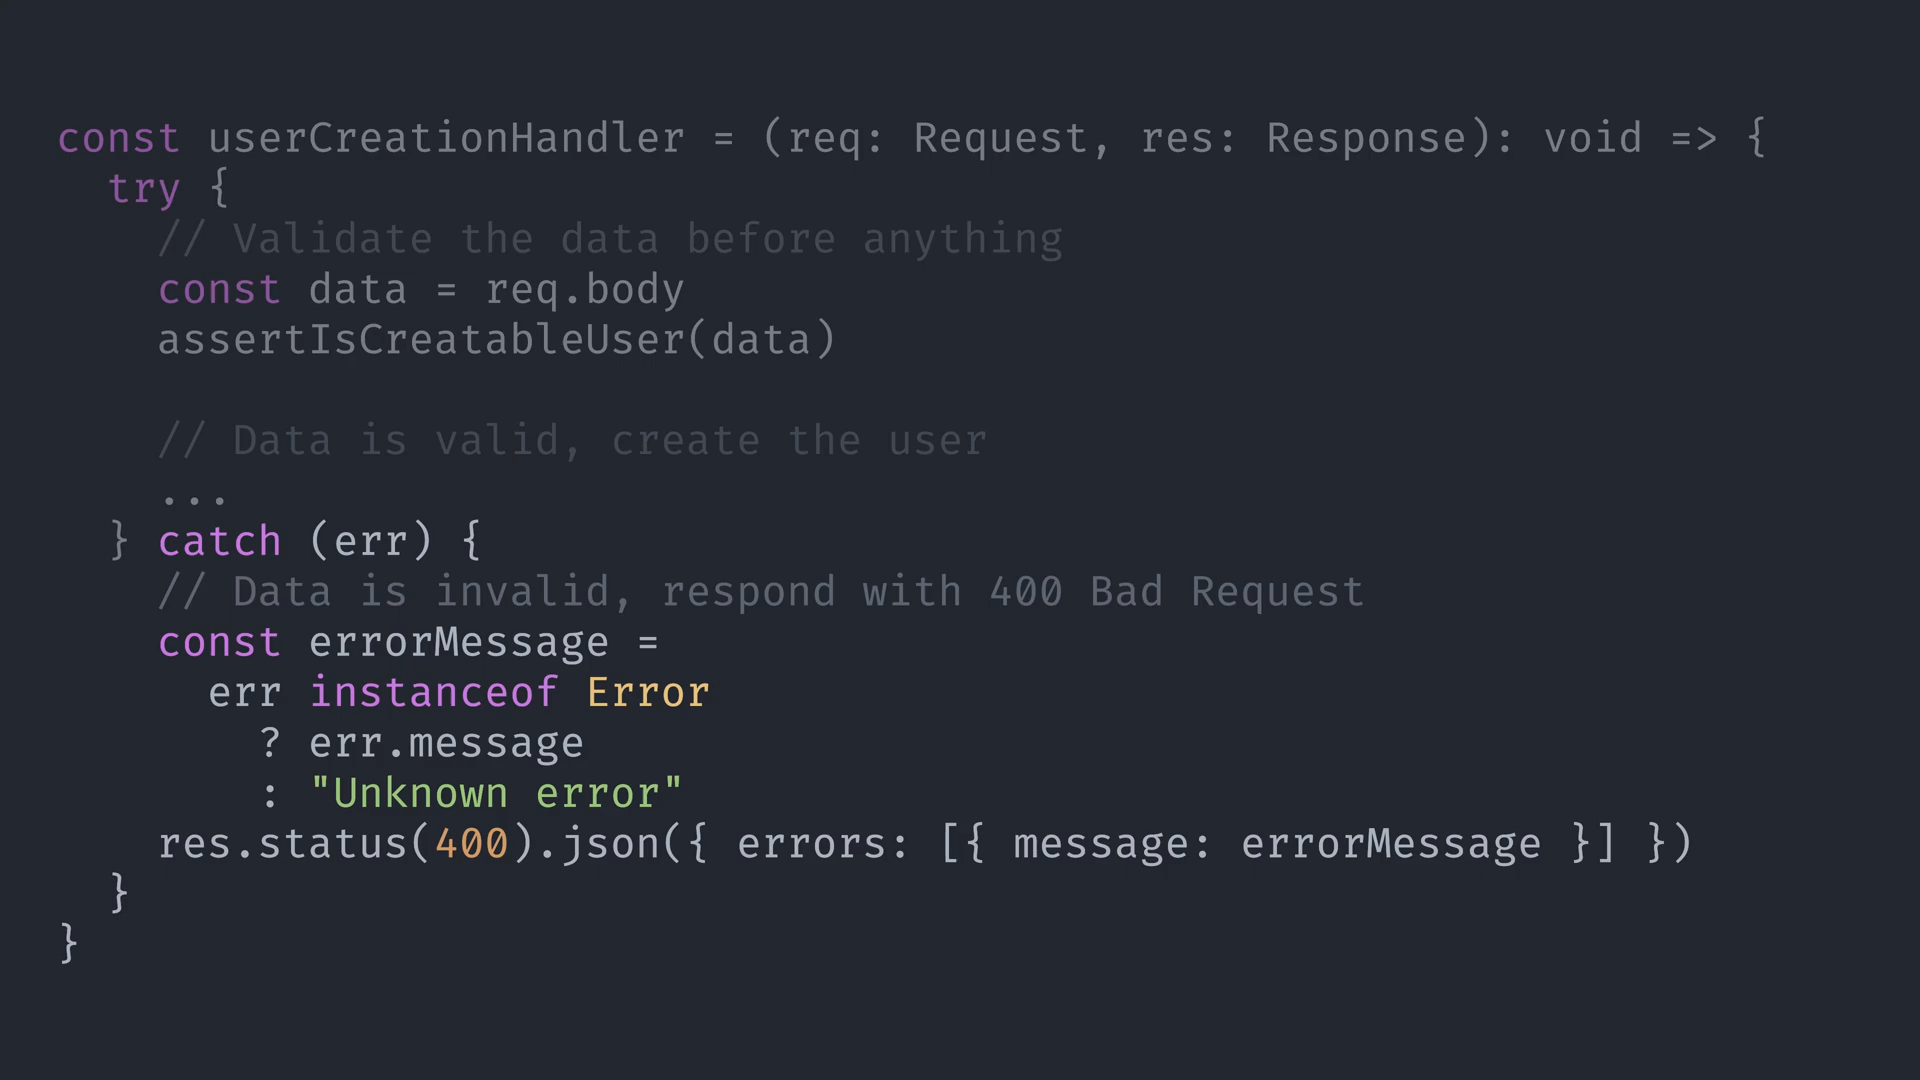 const userCreationHandler = (req: Request, res: Response): void => {
  try {
    // Validate the data before anything
    const data = req.body
    assertIsCreatableUser(data)

    // Data is valid, create the user
    ...
  } catch (err) {
    // Data is invalid, respond with 400 Bad Request
    const errorMessage =
      err instanceof Error
        ? err.message
        : "Unknown error"
    res.status(400).json({ errors: [{ message: errorMessage }] })
  }
}